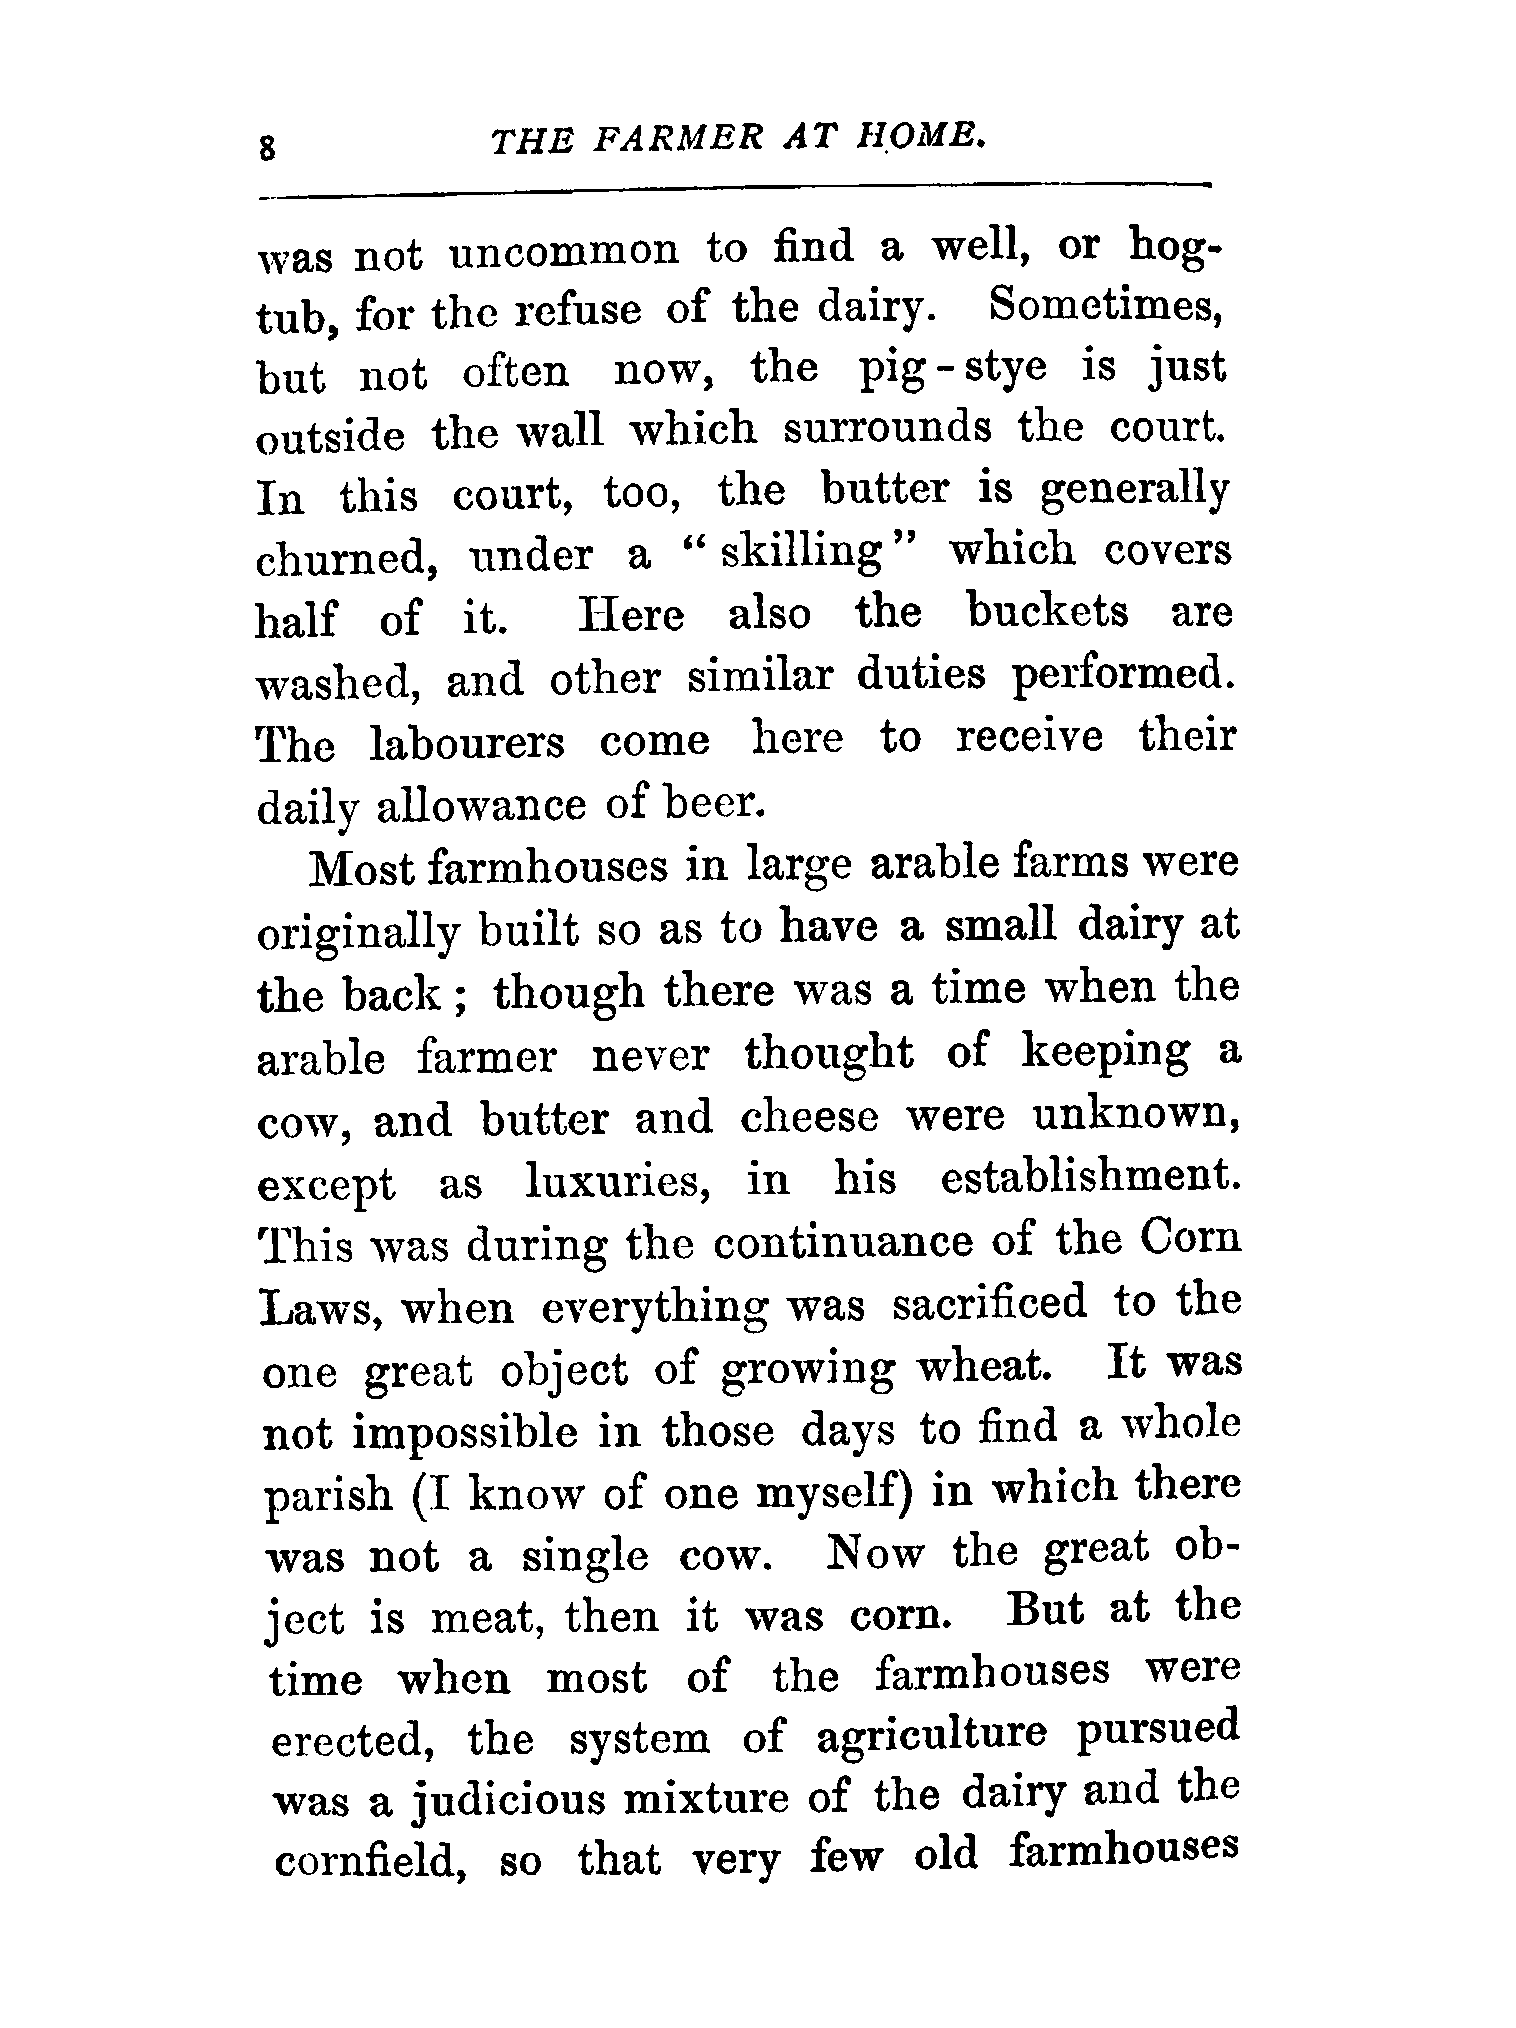 8 THE FARMER AT HOME.
was not uncommon to find a well, or hog-
tub, for the refuse of the dairy. Sometimes,
but not often now, the pig-stye is just
outside the wall which surrounds the court.
In this court, too, the butter is generally
churned, under a “skilling” which covers
half of it. Here also the buckets are
washed, and other similar duties performed.
The labourers come here to receive their
daily allowance of beer.
Most farmhouses in large arable farms were
originally built so as to have a small dairy at
the back; though there was a time when the
arable farmer never thought of keeping a
cow, and butter and cheese were unknown,
except as luxuries, in his establishment.
This was during the continuance of the Corn
Laws, when everything was sacrificed to the
one great object of growing wheat. It was
not impossible in those days to find a whole
parish (I know of one myself) in which there
was not a single cow. Now the great ob-
ject is meat, then it was corn. But at the
time when most of the farmhouses were
erected, the system of agriculture pursued
was a judicious mixture of the dairy and the
cornfield, so that very few old farmhouses